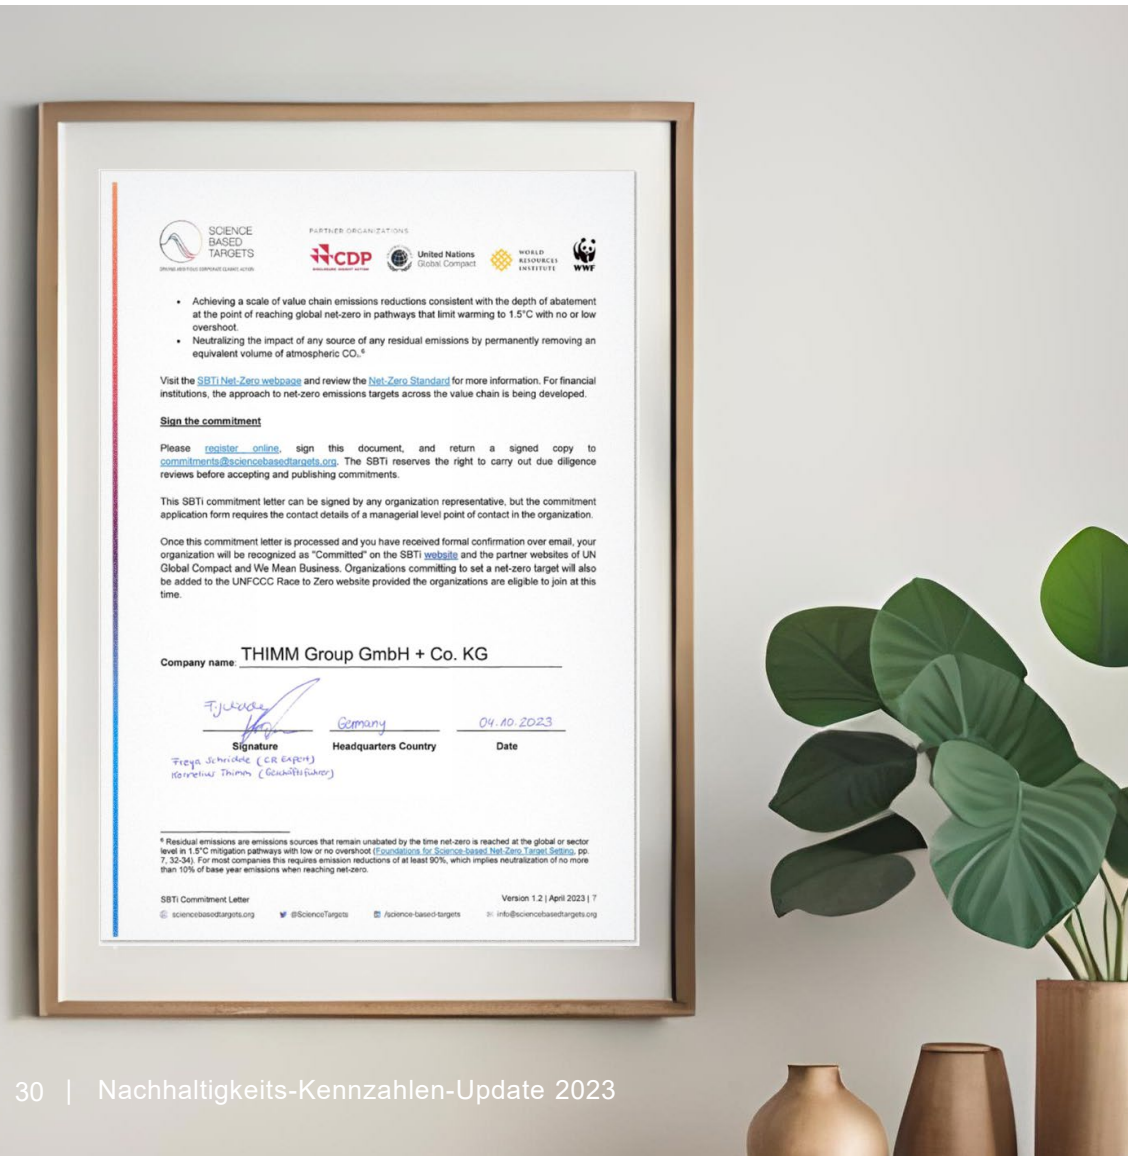 SCIENCE
BASED
TARGETS
DRIVING AMBITIOUS CORPORATE CLIMATE ACTION
PARTNER ORGANIZATIONS
CDP
DISCLOSURE INSIGHT ACTION
United Nations
Global Compact
WORLD
RESOURCES
INSTITUTE
WWF
• Achieving a scale of value chain emissions reductions consistent with the depth of abatement
at the point of reaching global net-zero in pathways that limit warming to 1.5°C with no or low
overshoot.
• Neutralizing the impact of any source of any residual emissions by permanently removing an
equivalent volume of atmospheric CO₂.⁶
Visit the SBTi Net-Zero webpage and review the Net-Zero Standard for more information. For financial
institutions, the approach to net-zero emissions targets across the value chain is being developed.
Sign the commitment
Please register online, sign this document, and return a signed copy to
commitments@sciencebasedtargets.org. The SBTi reserves the right to carry out due diligence
reviews before accepting and publishing commitments.
This SBTi commitment letter can be signed by any organization representative, but the commitment
application form requires the contact details of a managerial level point of contact in the organization.
Once this commitment letter is processed and you have received formal confirmation over email, your
organization will be recognized as "Committed" on the SBTi website and the partner websites of UN
Global Compact and We Mean Business. Organizations committing to set a net-zero target will also
be added to the UNFCCC Race to Zero website provided the organizations are eligible to join at this
time.
Company name: THIMM Group GmbH + Co. KG
Germany 04.10.2023
Signature Headquarters Country Date
Freya Schridde (CR Expert)
Kornelius Thimm (Geschäftsführer)
⁶ Residual emissions are emissions sources that remain unabated by the time net-zero is reached at the global or sector
level in 1.5°C mitigation pathways with low or no overshoot (Foundations for Science-based Net-Zero Target Setting, pp.
7, 32-34). For most companies this requires emission reductions of at least 90%, which implies neutralization of no more
than 10% of base year emissions when reaching net-zero.
SBTi Commitment Letter Version 1.2 | April 2023 | 7
sciencebasedtargets.org @ScienceTargets /science-based-targets info@sciencebasedtargets.org
30 | Nachhaltigkeits-Kennzahlen-Update 2023